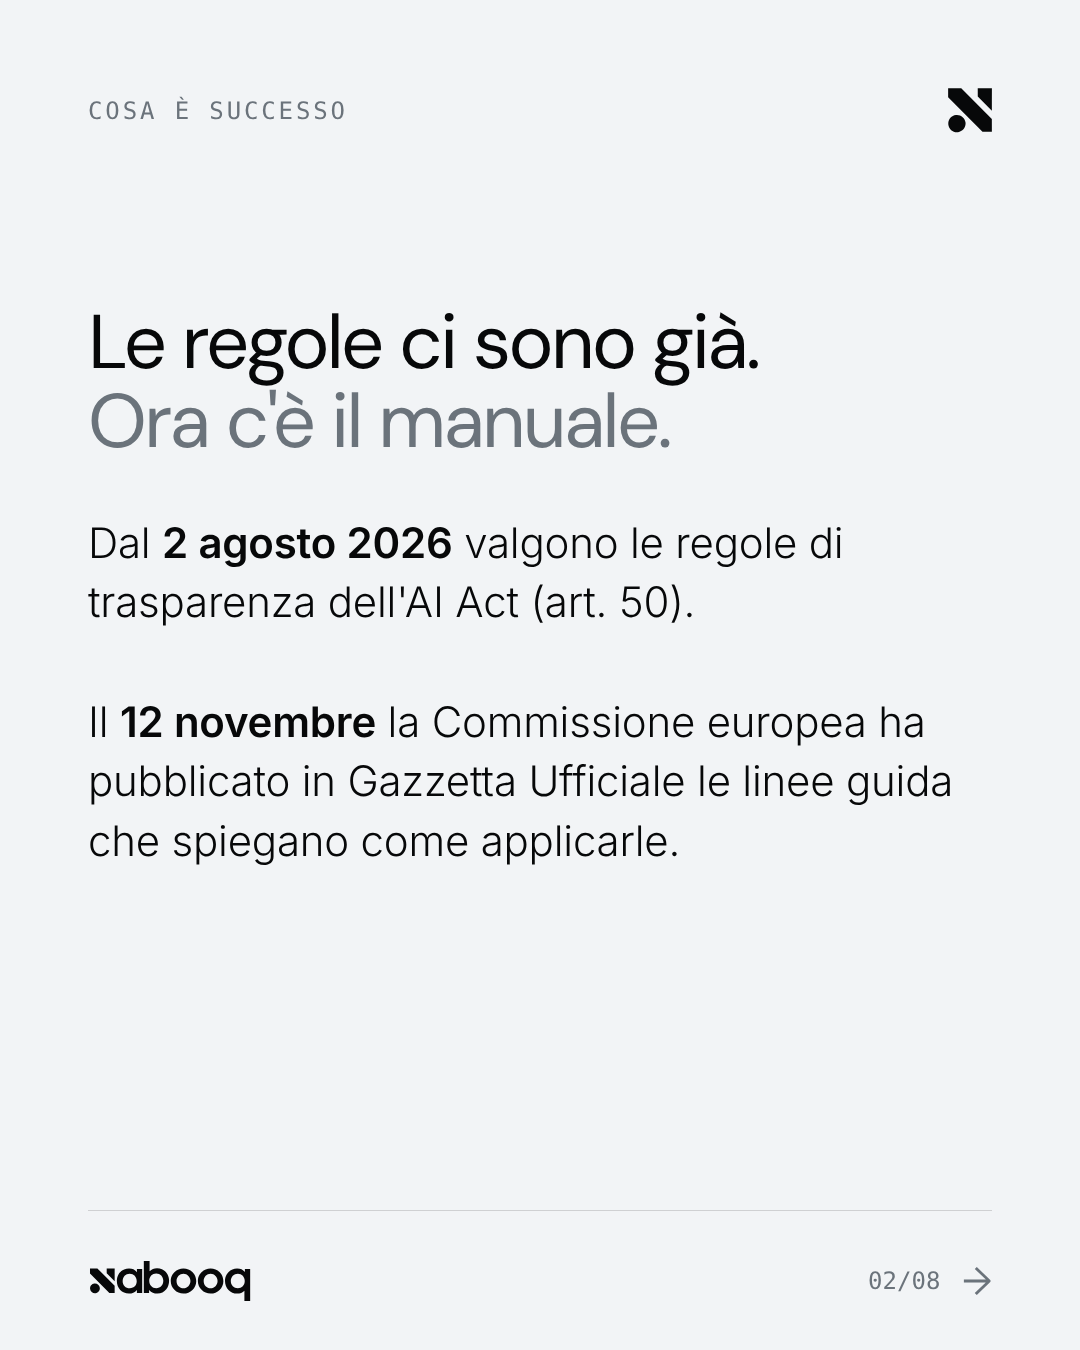 COSA È SUCCESSO
Le regole ci sono già.
Ora c'è il manuale.
Dal 2 agosto 2026 valgono le regole di
trasparenza dell'AI Act (art. 50).
Il 12 novembre la Commissione europea ha
pubblicato in Gazzetta Ufficiale le linee guida
che spiegano come applicarle.
nabooq
02/08